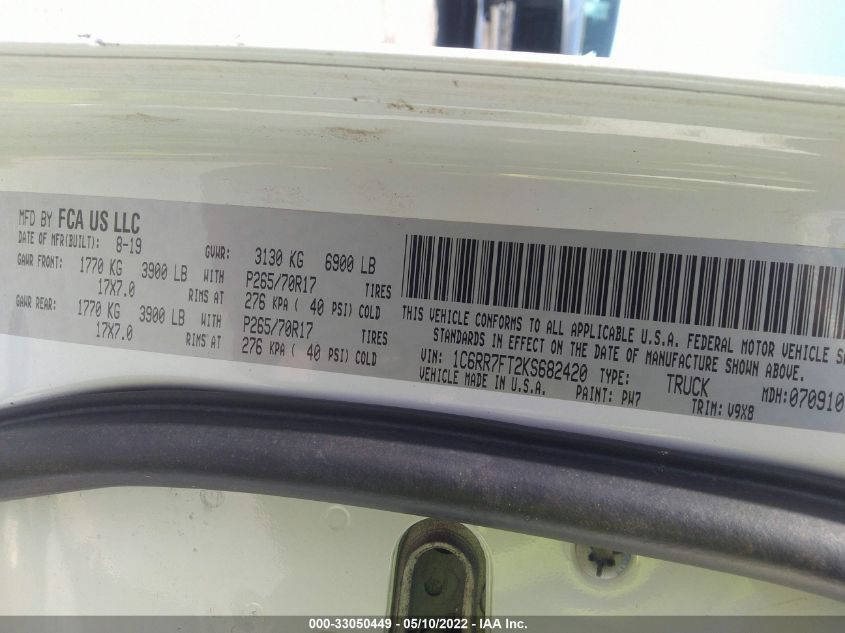 MFD BY FCA US LLC
DATE OF MFR(BUILT): 8-19 GVWR: 3130 KG 6900 LB
GAWR FRONT: 1770 KG 3900 LB WITH P265/70R17 TIRES
17X7.0 RIMS AT 276 KPA ( 40 PSI) COLD
GAWR REAR: 1770 KG 3900 LB WITH P265/70R17 TIRES
17X7.0 RIMS AT 276 KPA ( 40 PSI) COLD
THIS VEHICLE CONFORMS TO ALL APPLICABLE U.S.A. FEDERAL MOTOR VEHICLE
STANDARDS IN EFFECT ON THE DATE OF MANUFACTURE SHOWN ABOVE.
VIN: 1C6RR7FT2KS682420 TYPE: TRUCK MDH:070910
VEHICLE MADE IN U.S.A. PAINT: PW7 TRIM: V9X8
000-33050449 - 05/10/2022 - IAA Inc.